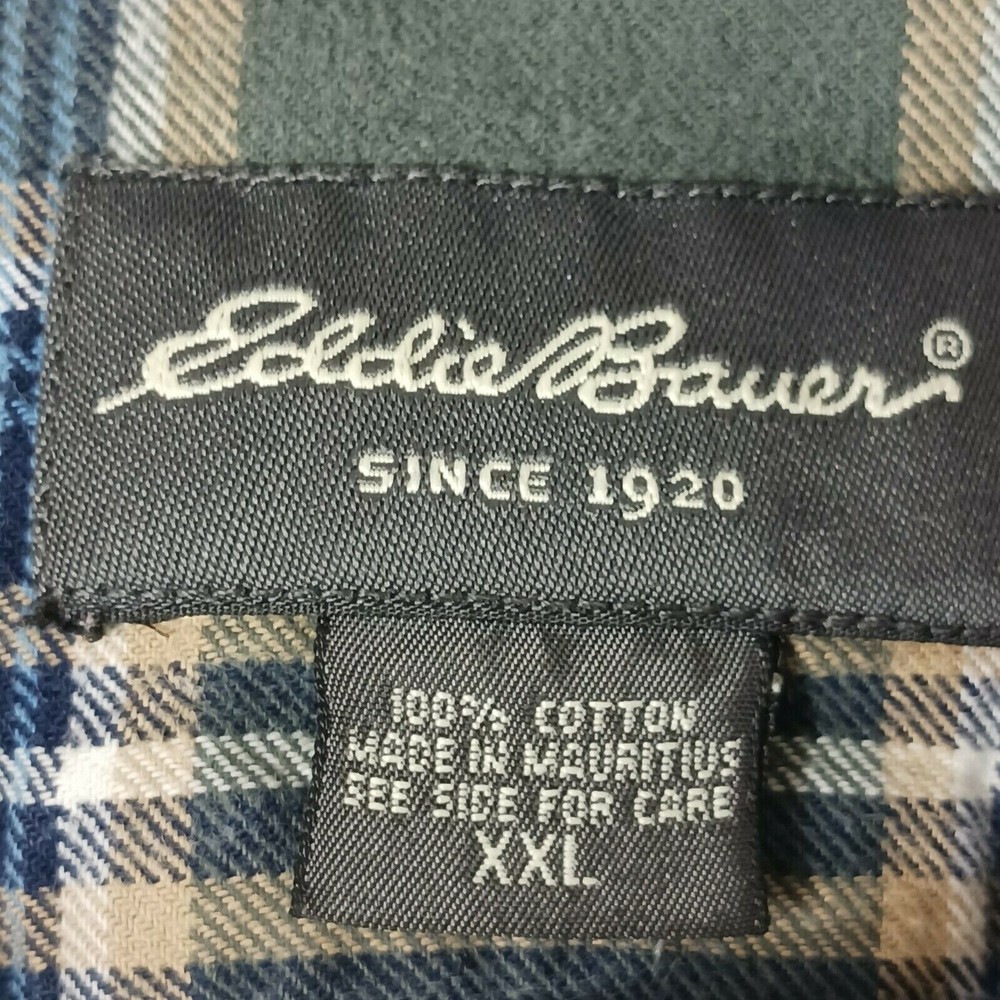 Eddie Bauer®
SINCE 1920
100% COTTON
MADE IN MAURITIUS
SEE SIDE FOR CARE
XXL